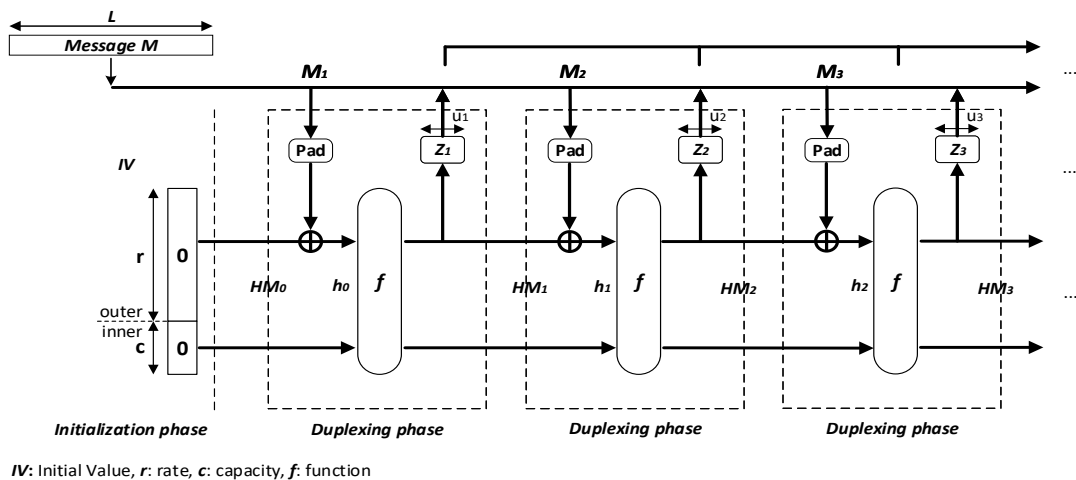 L
Message M
M1 M2 M3 ...
u1 u2 u3
Pad Z1 Pad Z2 Pad Z3
IV ...
r 0
HM0 h0 f HM1 h1 f HM2 h2 f HM3 ...
outer
inner
c 0
Initialization phase Duplexing phase Duplexing phase Duplexing phase
IV: Initial Value, r: rate, c: capacity, f: function